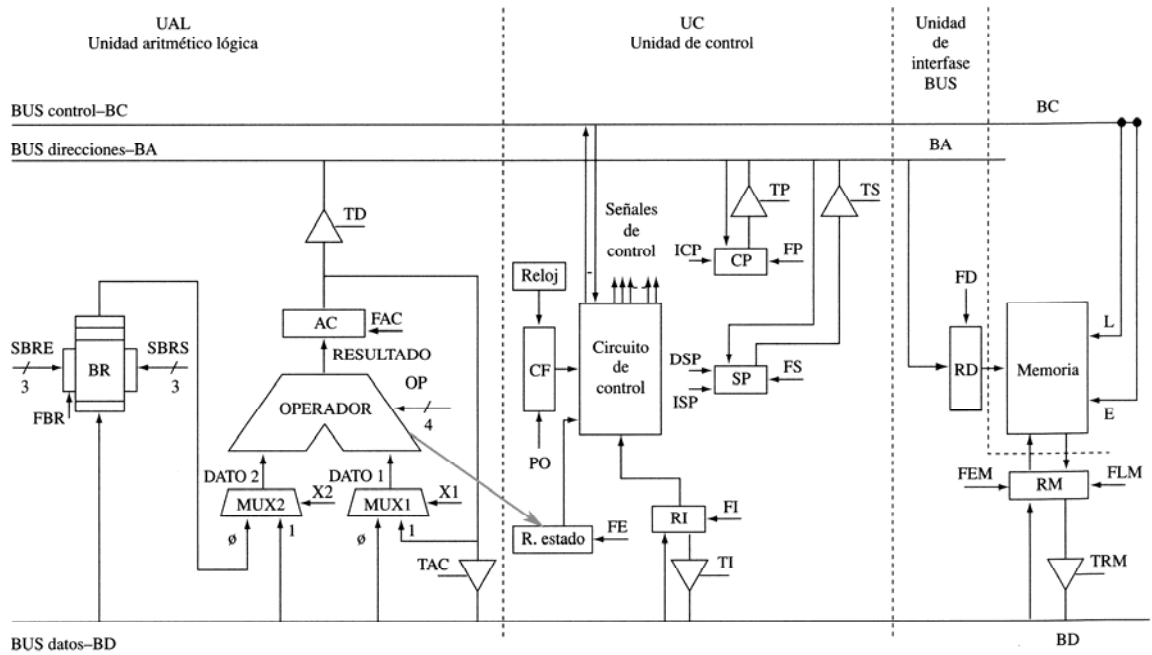 UAL
Unidad aritmético lógica
UC
Unidad de control
Unidad
de
interfase
BUS
BUS control–BC
BC
BUS direcciones–BA
BA
TD
TP
TS
Señales
de
control
ICP
CP
FP
Reloj
FD
SBRE
3
BR
SBRS
3
FBR
AC
FAC
RESULTADO
OP
4
OPERADOR
CF
Circuito
de
control
PO
DSP
ISP
SP
FS
RD
Memoria
L
E
DATO 2
DATO 1
MUX2
X2
MUX1
X1
ø
1
ø
1
TAC
R. estado
FE
RI
FI
TI
FEM
RM
FLM
TRM
BUS datos–BD
BD